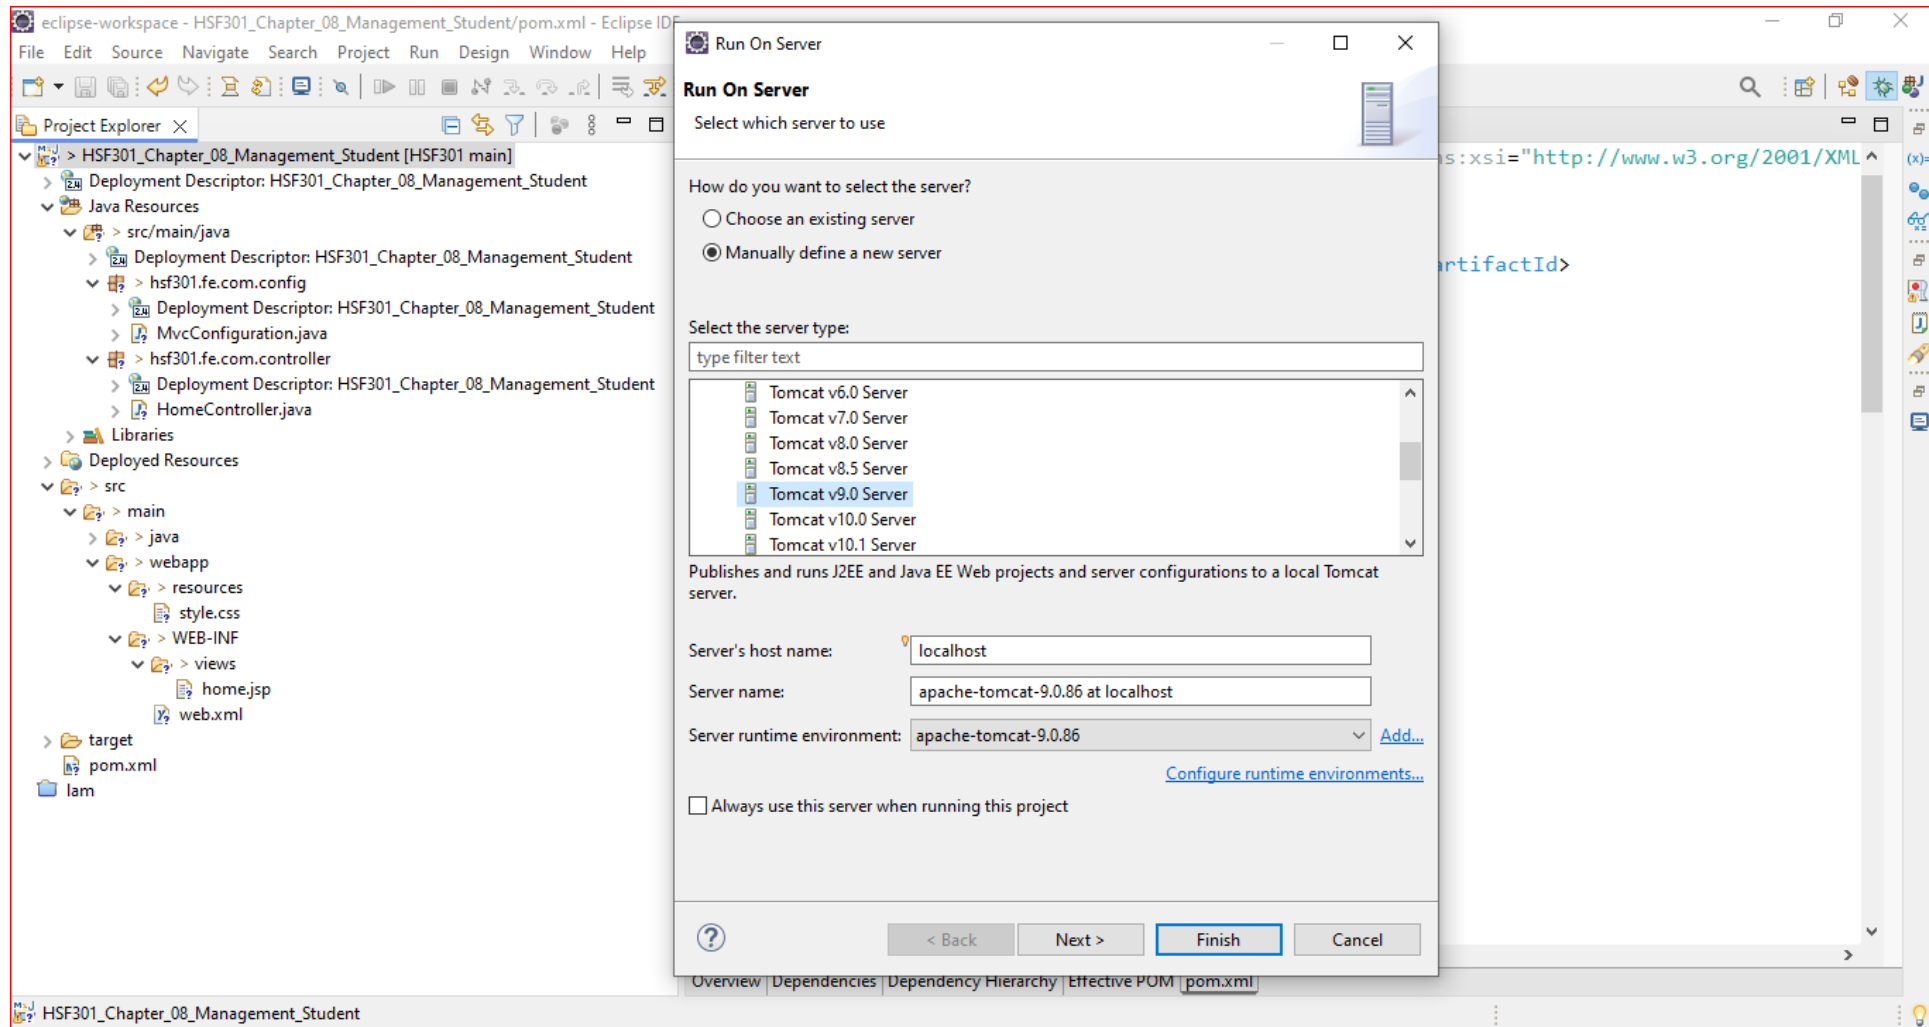 eclipse-workspace - HSF301_Chapter_08_Management_Student/pom.xml - Eclipse IDE
File Edit Source Navigate Search Project Run Design Window Help
Project Explorer
> HSF301_Chapter_08_Management_Student [HSF301 main]
Deployment Descriptor: HSF301_Chapter_08_Management_Student
Java Resources
> src/main/java
Deployment Descriptor: HSF301_Chapter_08_Management_Student
> hsf301.fe.com.config
Deployment Descriptor: HSF301_Chapter_08_Management_Student
> MvcConfiguration.java
> hsf301.fe.com.controller
Deployment Descriptor: HSF301_Chapter_08_Management_Student
> HomeController.java
Libraries
Deployed Resources
> src
> main
> java
> webapp
> resources
style.css
> WEB-INF
> views
home.jsp
web.xml
target
pom.xml
lam
Run On Server
Run On Server
Select which server to use
How do you want to select the server?
Choose an existing server
Manually define a new server
Select the server type:
type filter text
Tomcat v6.0 Server
Tomcat v7.0 Server
Tomcat v8.0 Server
Tomcat v8.5 Server
Tomcat v9.0 Server
Tomcat v10.0 Server
Tomcat v10.1 Server
Publishes and runs J2EE and Java EE Web projects and server configurations to a local Tomcat
server.
Server's host name: localhost
Server name: apache-tomcat-9.0.86 at localhost
Server runtime environment: apache-tomcat-9.0.86 Add...
Configure runtime environments...
Always use this server when running this project
< Back Next > Finish Cancel
s:xsi="http://www.w3.org/2001/XML
artifactId>
Overview Dependencies Dependency Hierarchy Effective POM pom.xml
HSF301_Chapter_08_Management_Student